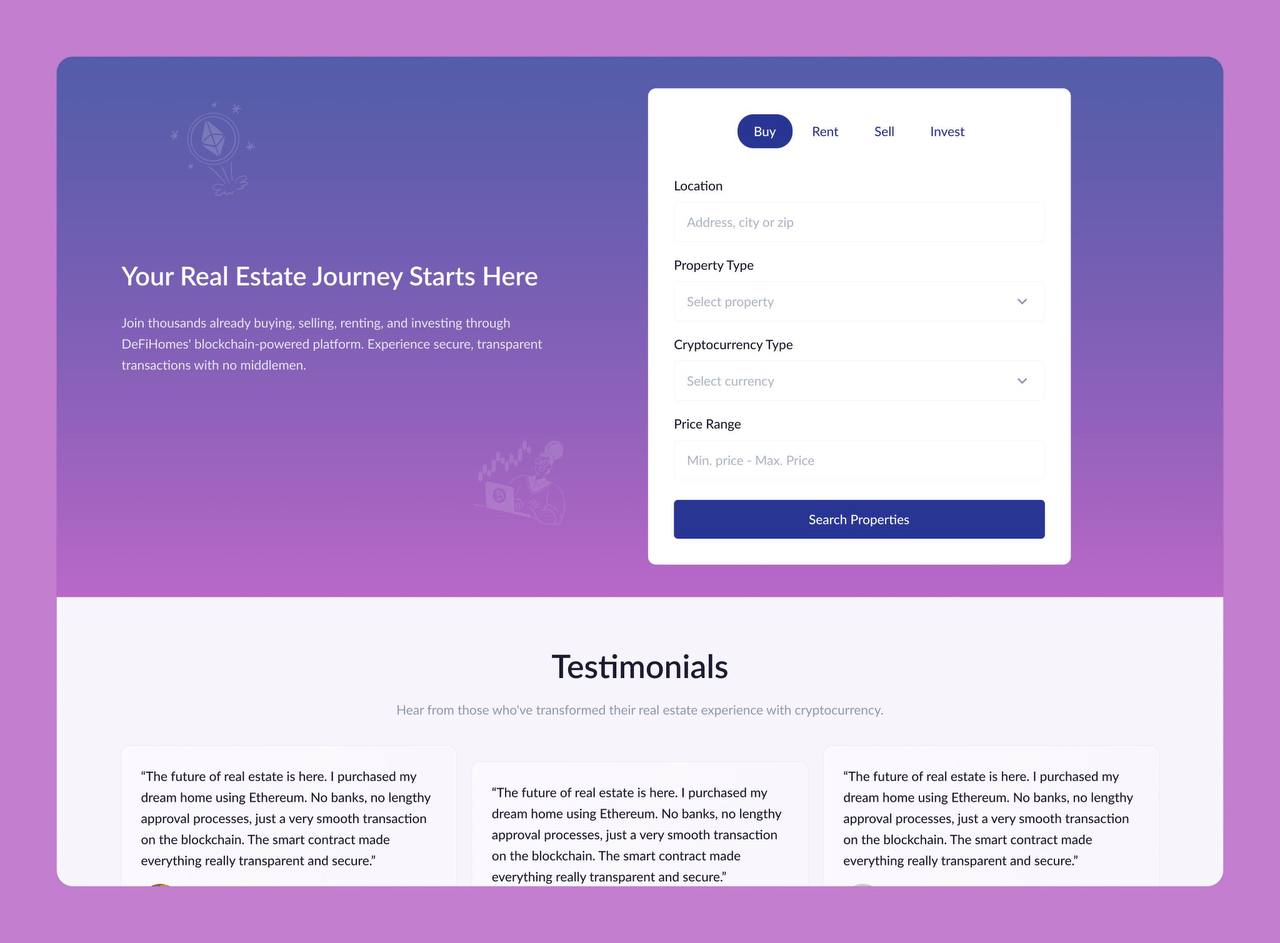 Your Real Estate Journey Starts Here
Join thousands already buying, selling, renting, and investing through
DeFiHomes' blockchain-powered platform. Experience secure, transparent
transactions with no middlemen.
Buy Rent Sell Invest
Location
Address, city or zip
Property Type
Select property
Cryptocurrency Type
Select currency
Price Range
Min. price - Max. Price
Search Properties
Testimonials
Hear from those who've transformed their real estate experience with cryptocurrency.
“The future of real estate is here. I purchased my
dream home using Ethereum. No banks, no lengthy
approval processes, just a very smooth transaction
on the blockchain. The smart contract made
everything really transparent and secure.”
“The future of real estate is here. I purchased my
dream home using Ethereum. No banks, no lengthy
approval processes, just a very smooth transaction
on the blockchain. The smart contract made
everything really transparent and secure.”
“The future of real estate is here. I purchased my
dream home using Ethereum. No banks, no lengthy
approval processes, just a very smooth transaction
on the blockchain. The smart contract made
everything really transparent and secure.”